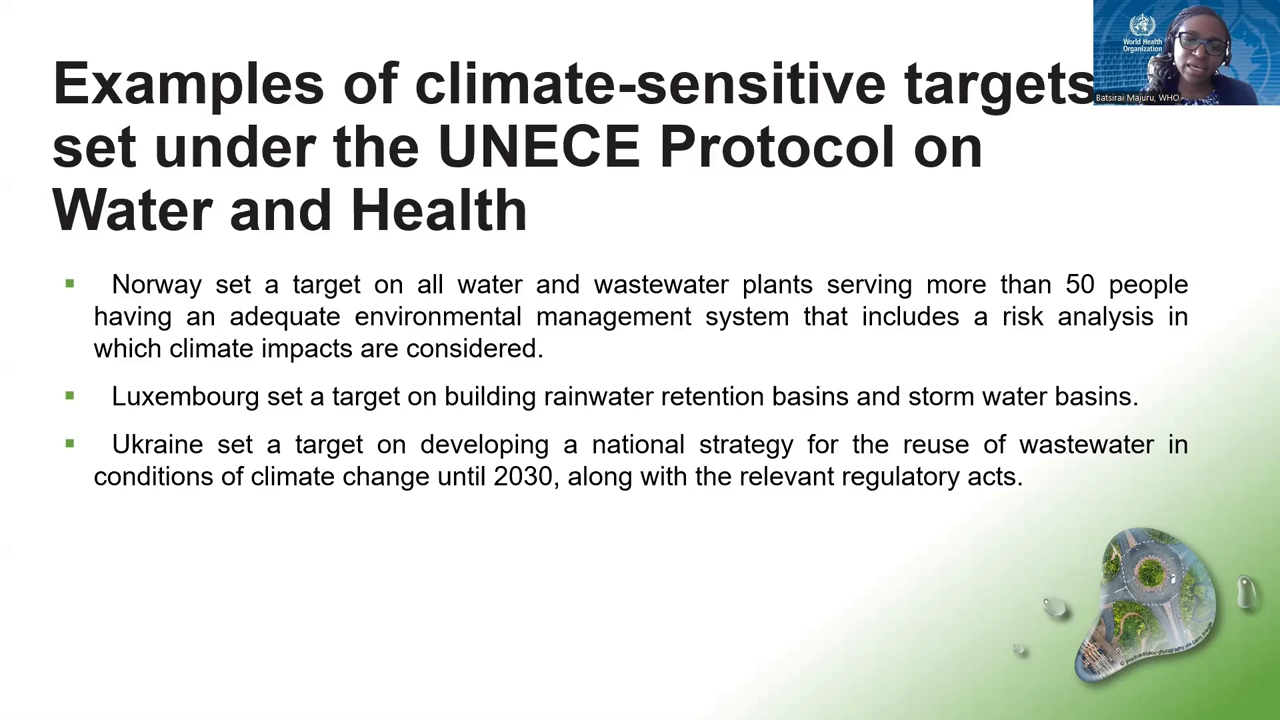 Examples of climate-sensitive targets
set under the UNECE Protocol on
Water and Health
World Health
Organization
Batsirai Majuru, WHO
▪ Norway set a target on all water and wastewater plants serving more than 50 people
having an adequate environmental management system that includes a risk analysis in
which climate impacts are considered.
▪ Luxembourg set a target on building rainwater retention basins and storm water basins.
▪ Ukraine set a target on developing a national strategy for the reuse of wastewater in
conditions of climate change until 2030, along with the relevant regulatory acts.